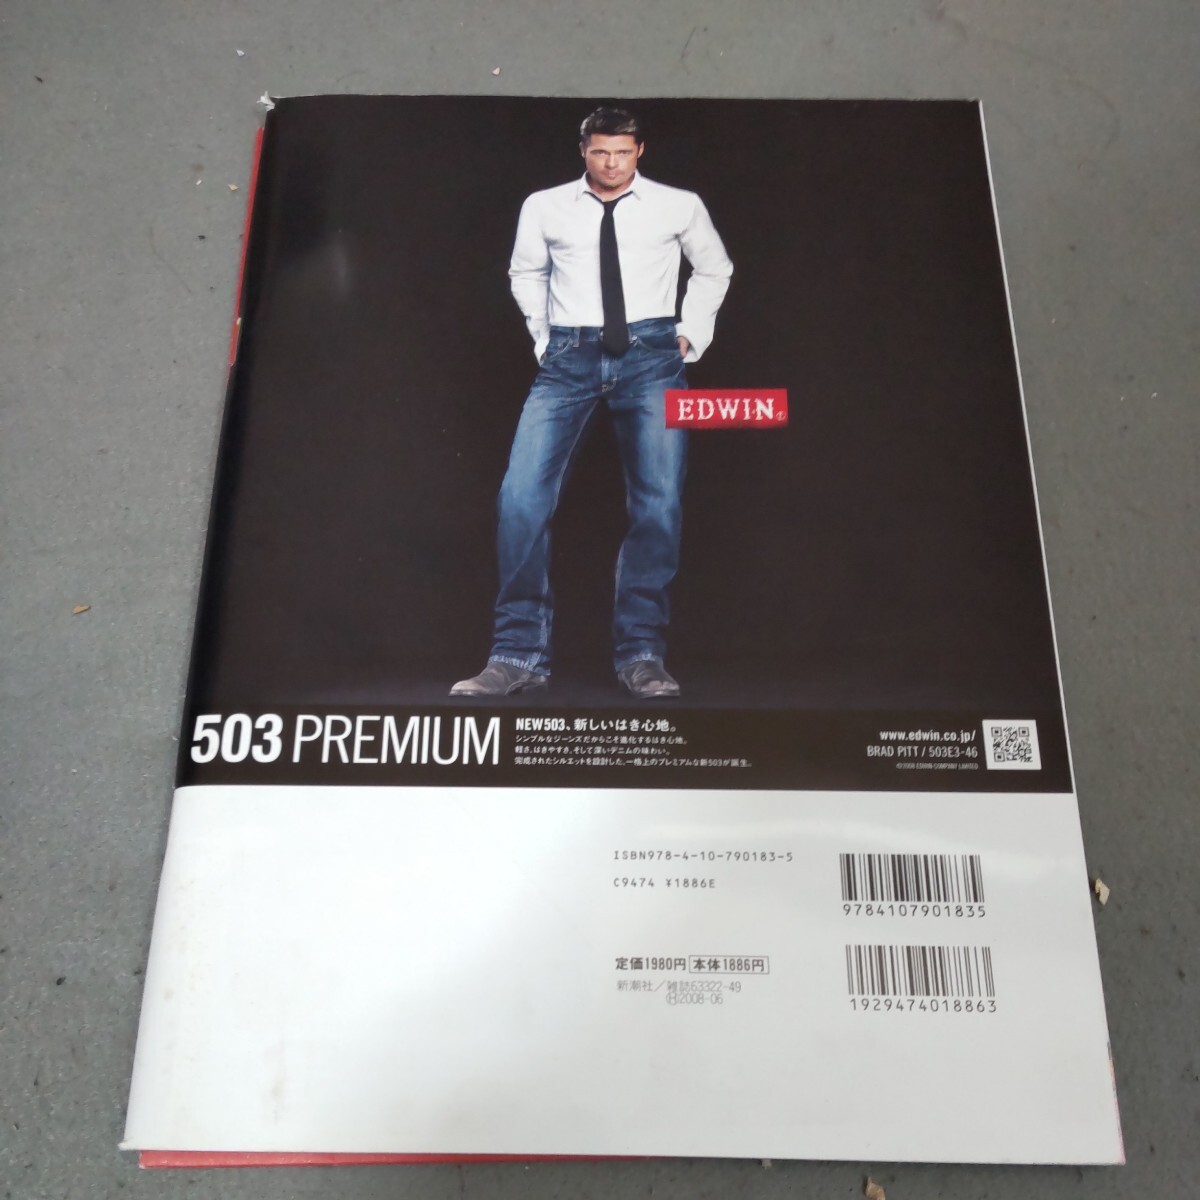 EDWIN
503 PREMIUM
NEW503、新しいはき心地。
シンプルなジーンズだからこそ進化するはき心地。
軽さ、はきやすさ、そして深いデニムの味わい。
完成されたシルエットを設計した、一格上のプレミアムな新503が誕生。
www.edwin.co.jp/
BRAD PITT / 503E3-46
©2008 EDWIN COMPANY LIMITED
ISBN978-4-10-790183-5
C9474 ¥1886E
9784107901835
定価1980円 本体1886円
新潮社/雑誌63322-49
Ⓗ2008-06
1929474018863